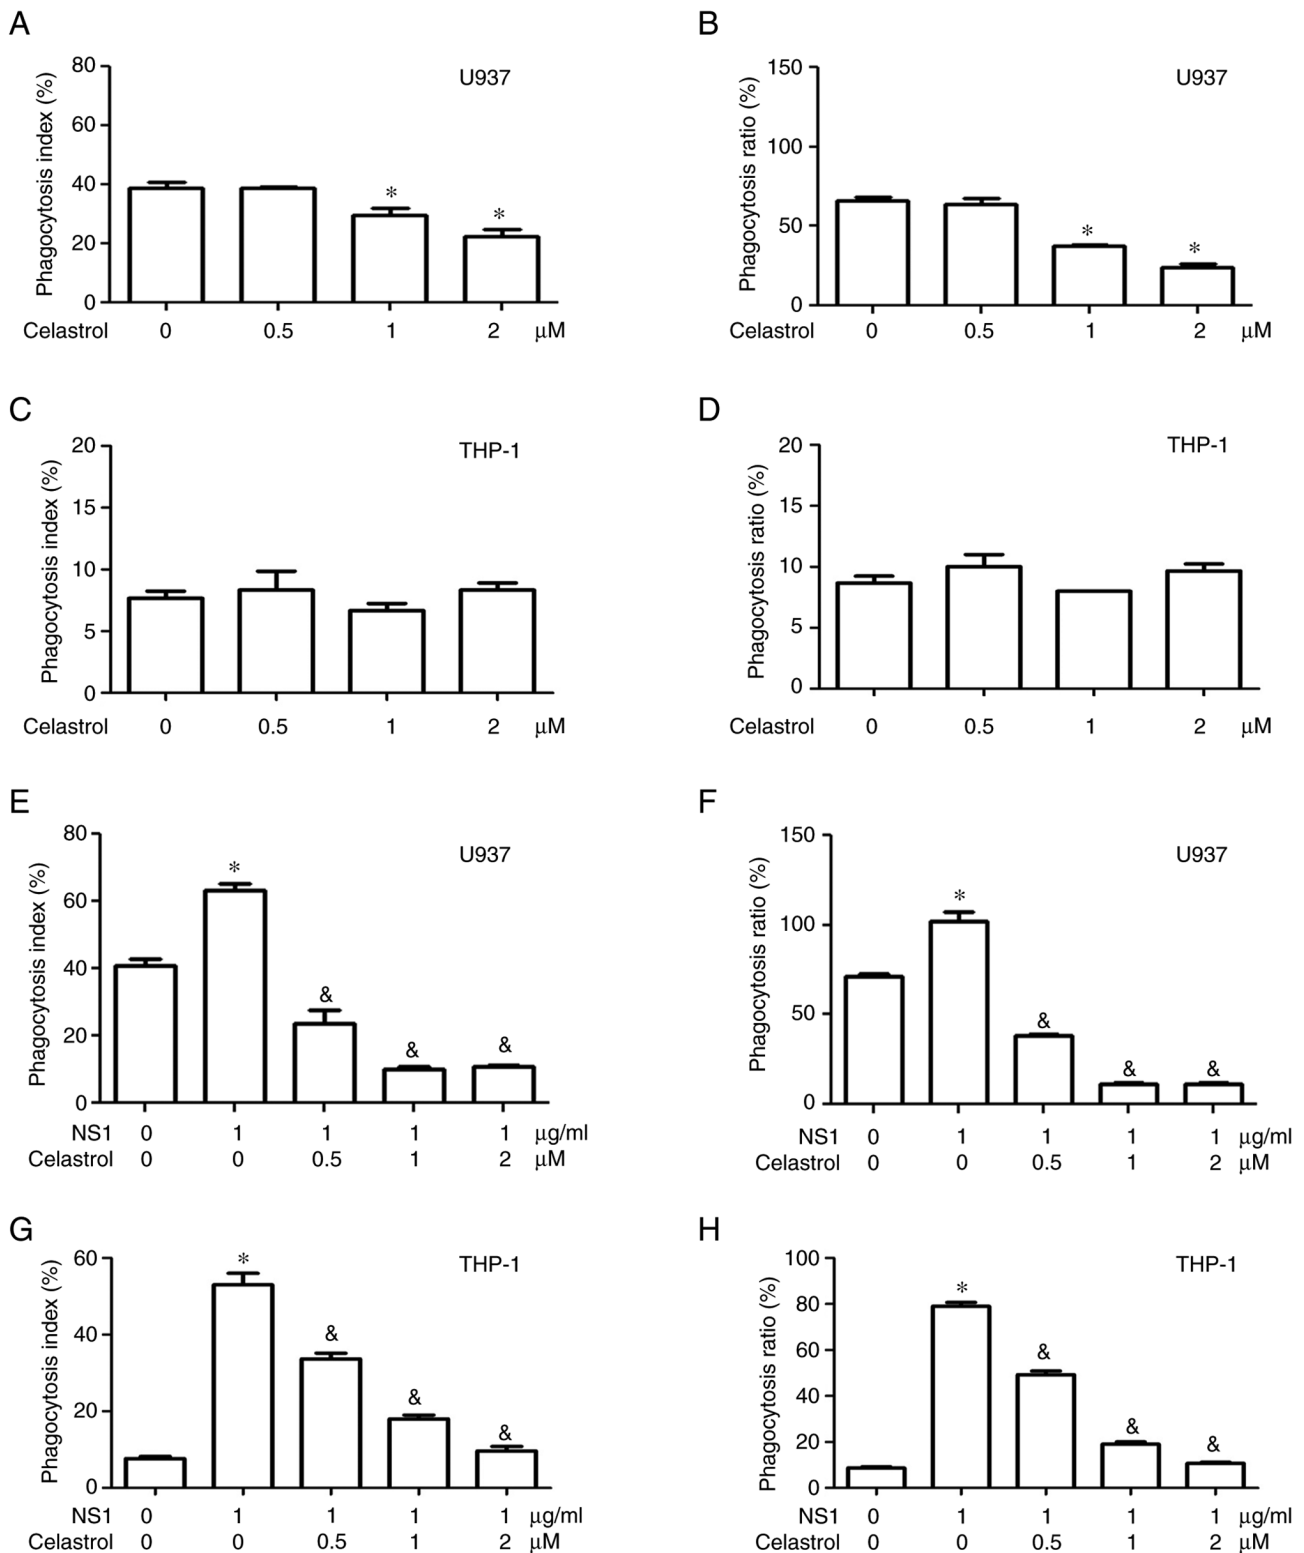 A
Phagocytosis index (%)
80
60
40
20
0
U937
*
*
Celastrol 0 0.5 1 2 μM
B
Phagocytosis ratio (%)
150
100
50
0
U937
*
*
Celastrol 0 0.5 1 2 μM
C
Phagocytosis index (%)
20
15
10
5
0
THP-1
Celastrol 0 0.5 1 2 μM
D
Phagocytosis ratio (%)
20
15
10
5
0
THP-1
Celastrol 0 0.5 1 2 μM
E
Phagocytosis index (%)
80
60
40
20
0
U937
*
&
&
&
NS1 0 1 1 1 1 μg/ml
Celastrol 0 0 0.5 1 2 μM
F
Phagocytosis ratio (%)
150
100
50
0
U937
*
&
&
&
NS1 0 1 1 1 1 μg/ml
Celastrol 0 0 0.5 1 2 μM
G
Phagocytosis index (%)
60
40
20
0
THP-1
*
&
&
&
NS1 0 1 1 1 1 μg/ml
Celastrol 0 0 0.5 1 2 μM
H
Phagocytosis ratio (%)
100
80
60
40
20
0
THP-1
*
&
&
&
NS1 0 1 1 1 1 μg/ml
Celastrol 0 0 0.5 1 2 μM